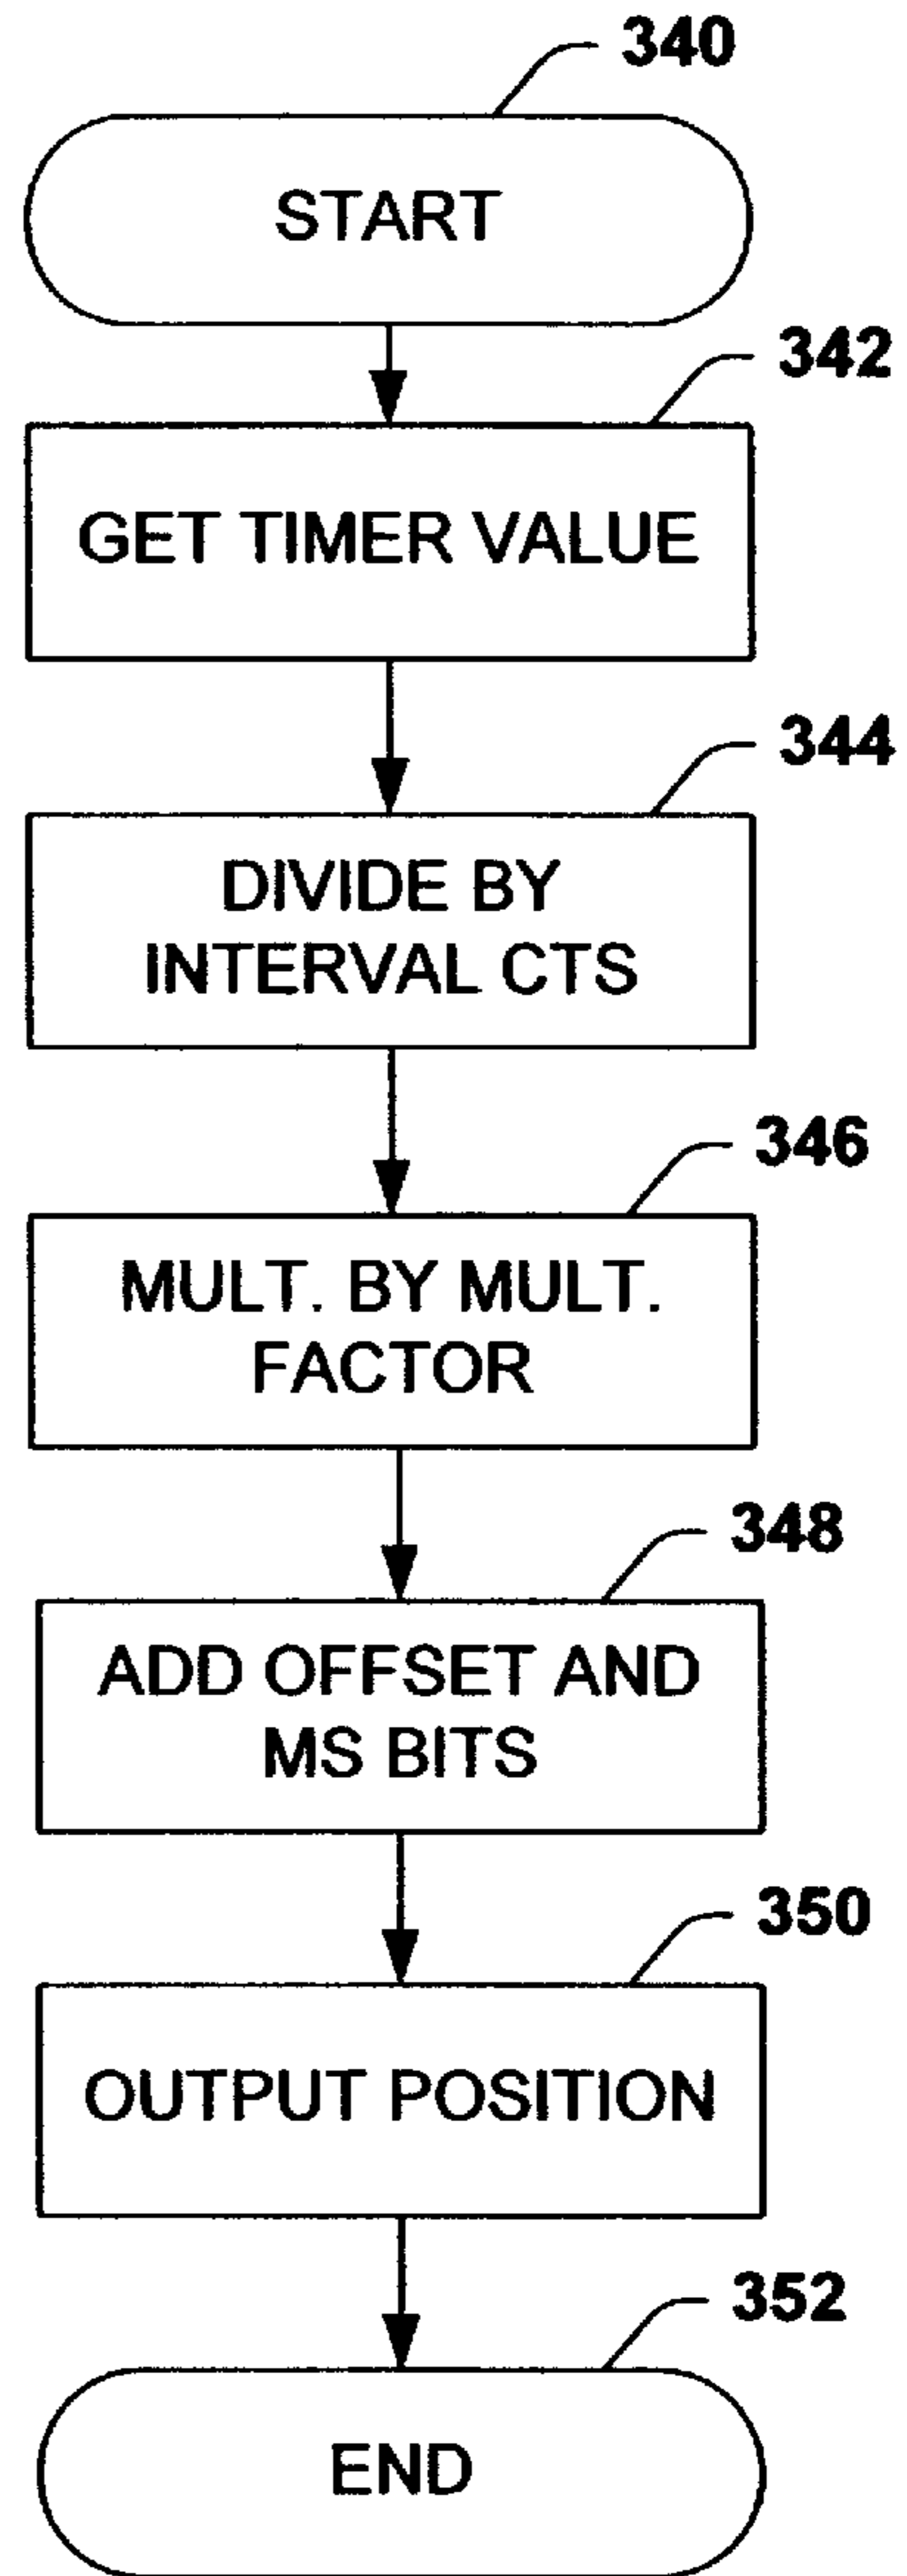 340
START
342
GET TIMER VALUE
344
DIVIDE BY
INTERVAL CTS
346
MULT. BY MULT.
FACTOR
348
ADD OFFSET AND
MS BITS
350
OUTPUT POSITION
352
END